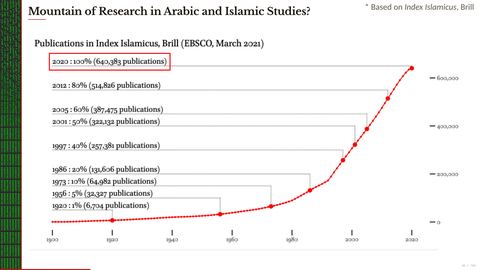 Mountain of Research in Arabic and Islamic Studies?
* Based on Index Islamicus, Brill
Publications in Index Islamicus, Brill (EBSCO, March 2021)
2020 : 100% (640,383 publications)
2012 : 80% (514,826 publications)
2005 : 60% (387,475 publications)
2001 : 50% (322,132 publications)
1997 : 40% (257,381 publications)
1986 : 20% (131,606 publications)
1973 : 10% (64,982 publications)
1956 : 5% (32,327 publications)
1920 : 1% (6,704 publications)
600,000
400,000
200,000
0
1900 1920 1940 1960 1980 2000 2020